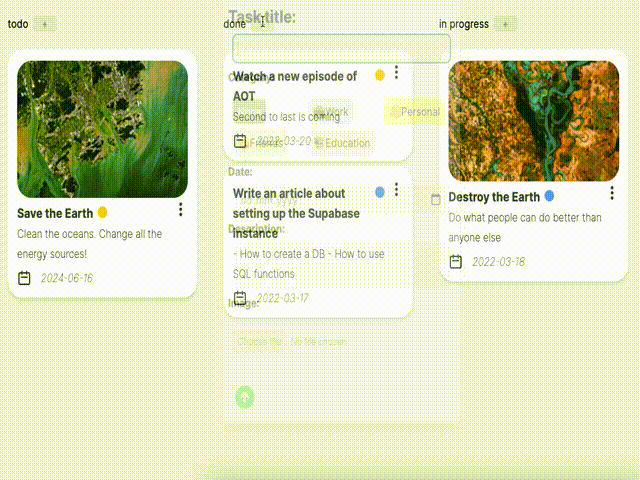 todo +
Save the Earth
Clean the oceans. Change all the
energy sources!
2024-06-16
done
Task title:
Watch a new episode of
AOT
Second to last is coming
2022-03-20
Work
Personal
Friends
Education
Date:
Write an article about
setting up the Supabase
instance
Description:
- How to create a DB - How to use
SQL functions
2022-03-17
Image:
Choose file No file chosen
in progress +
Destroy the Earth
Do what people can do better than
anyone else
2022-03-18